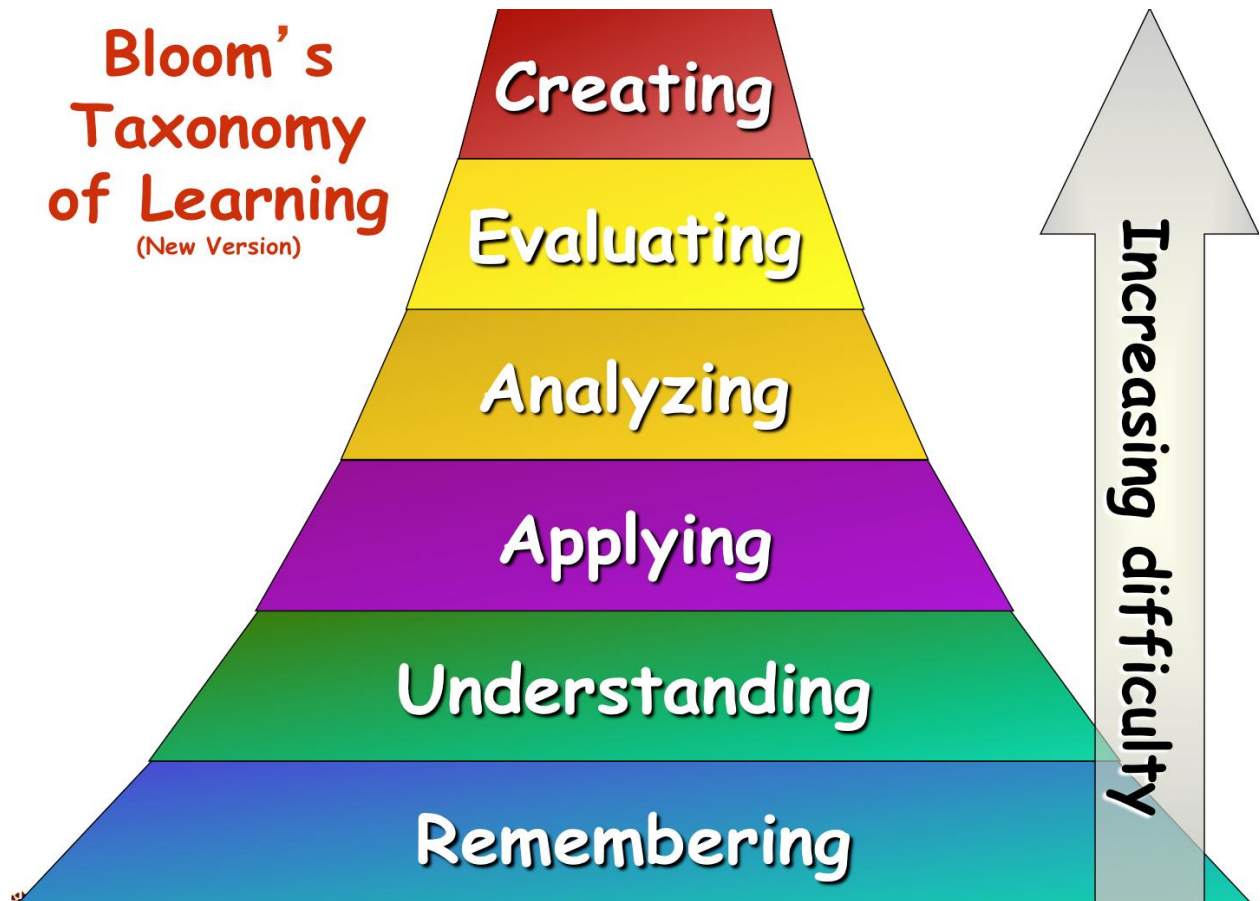 Bloom's
Taxonomy
of Learning
(New Version)
Creating
Evaluating
Analyzing
Applying
Understanding
Remembering
Increasing difficulty